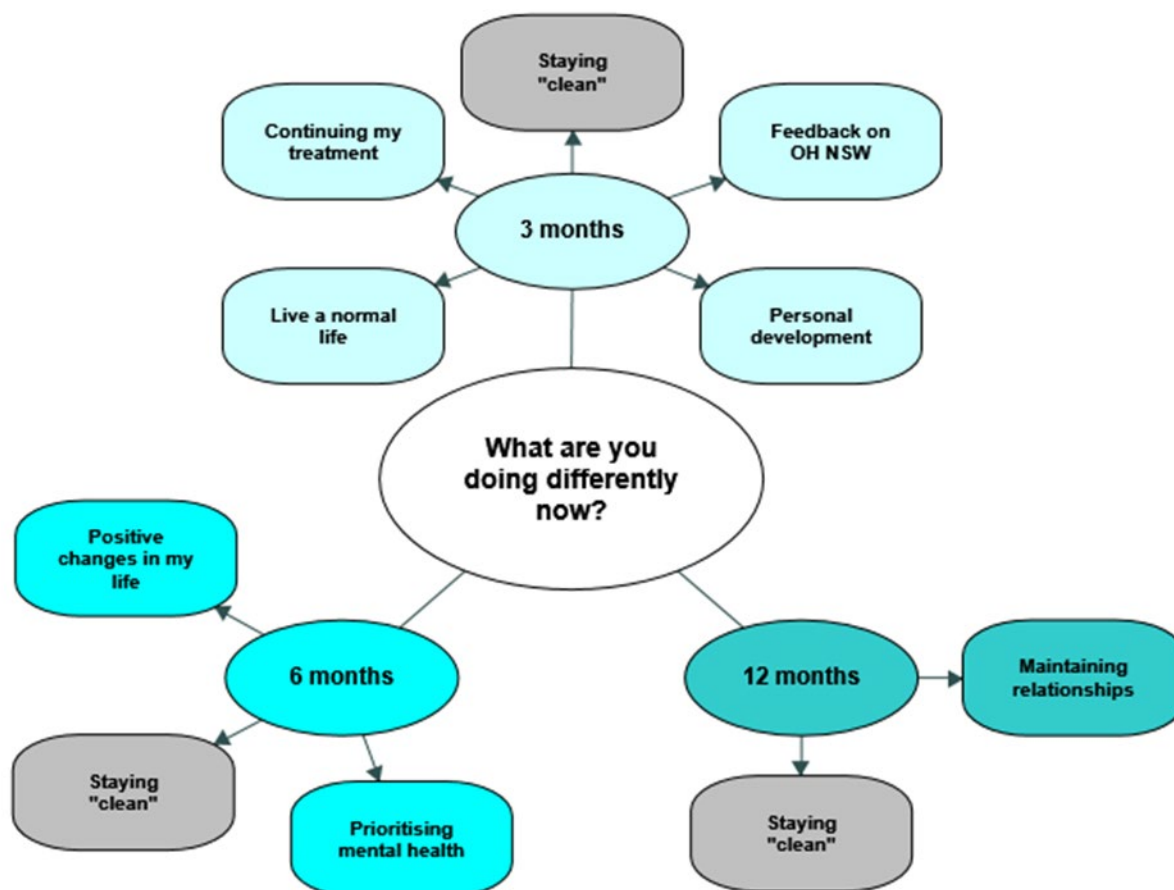 Staying
"clean"
Continuing my
treatment
Feedback on
OH NSW
3 months
Live a normal
life
Personal
development
What are you
doing differently
now?
Positive
changes in my
life
6 months
12 months
Maintaining
relationships
Staying
"clean"
Prioritising
mental health
Staying
"clean"